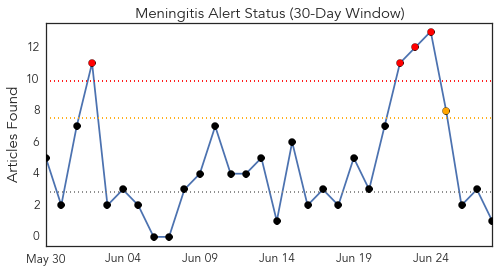 Meningitis Alert Status (30-Day Window)
Articles Found
12
10
8
6
4
2
0
May 30 Jun 04 Jun 09 Jun 14 Jun 19 Jun 24